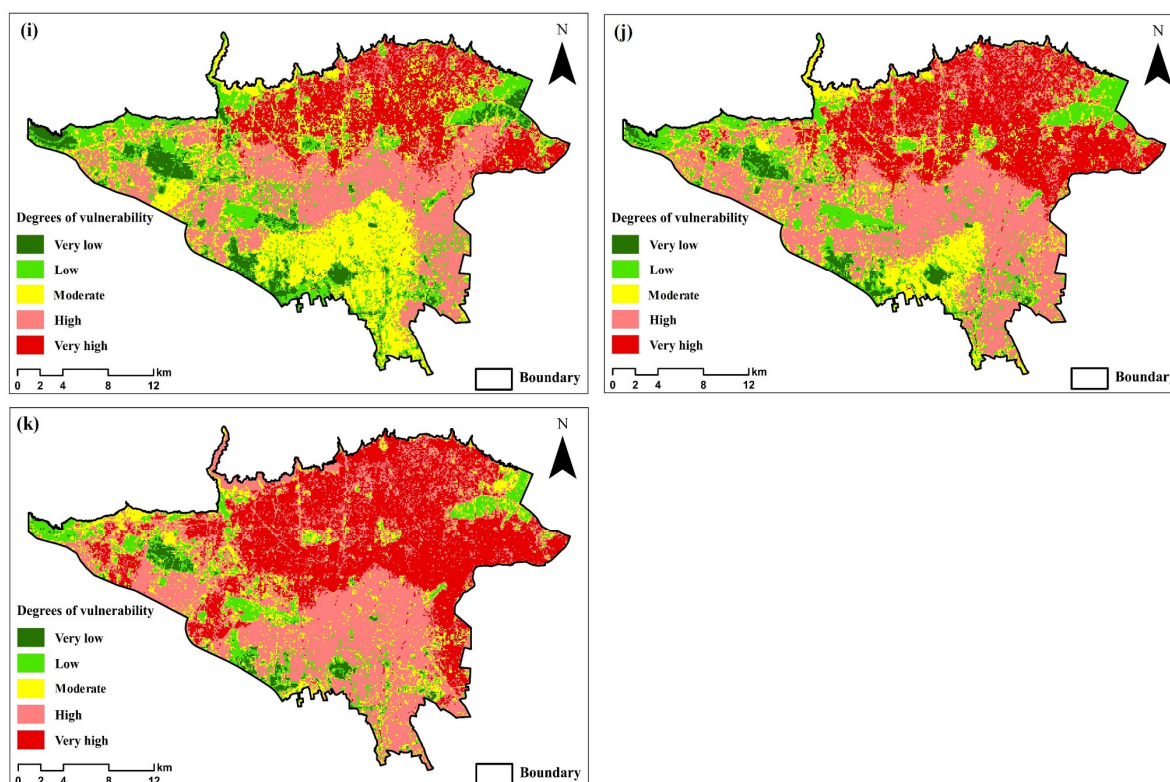 (i)
N
Degrees of vulnerability
Very low
Low
Moderate
High
Very high
km
0 2 4 8 12
Boundary
(j)
N
Degrees of vulnerability
Very low
Low
Moderate
High
Very high
km
0 2 4 8 12
Boundary
(k)
N
Degrees of vulnerability
Very low
Low
Moderate
High
Very high
km
0 2 4 8 12
Boundary